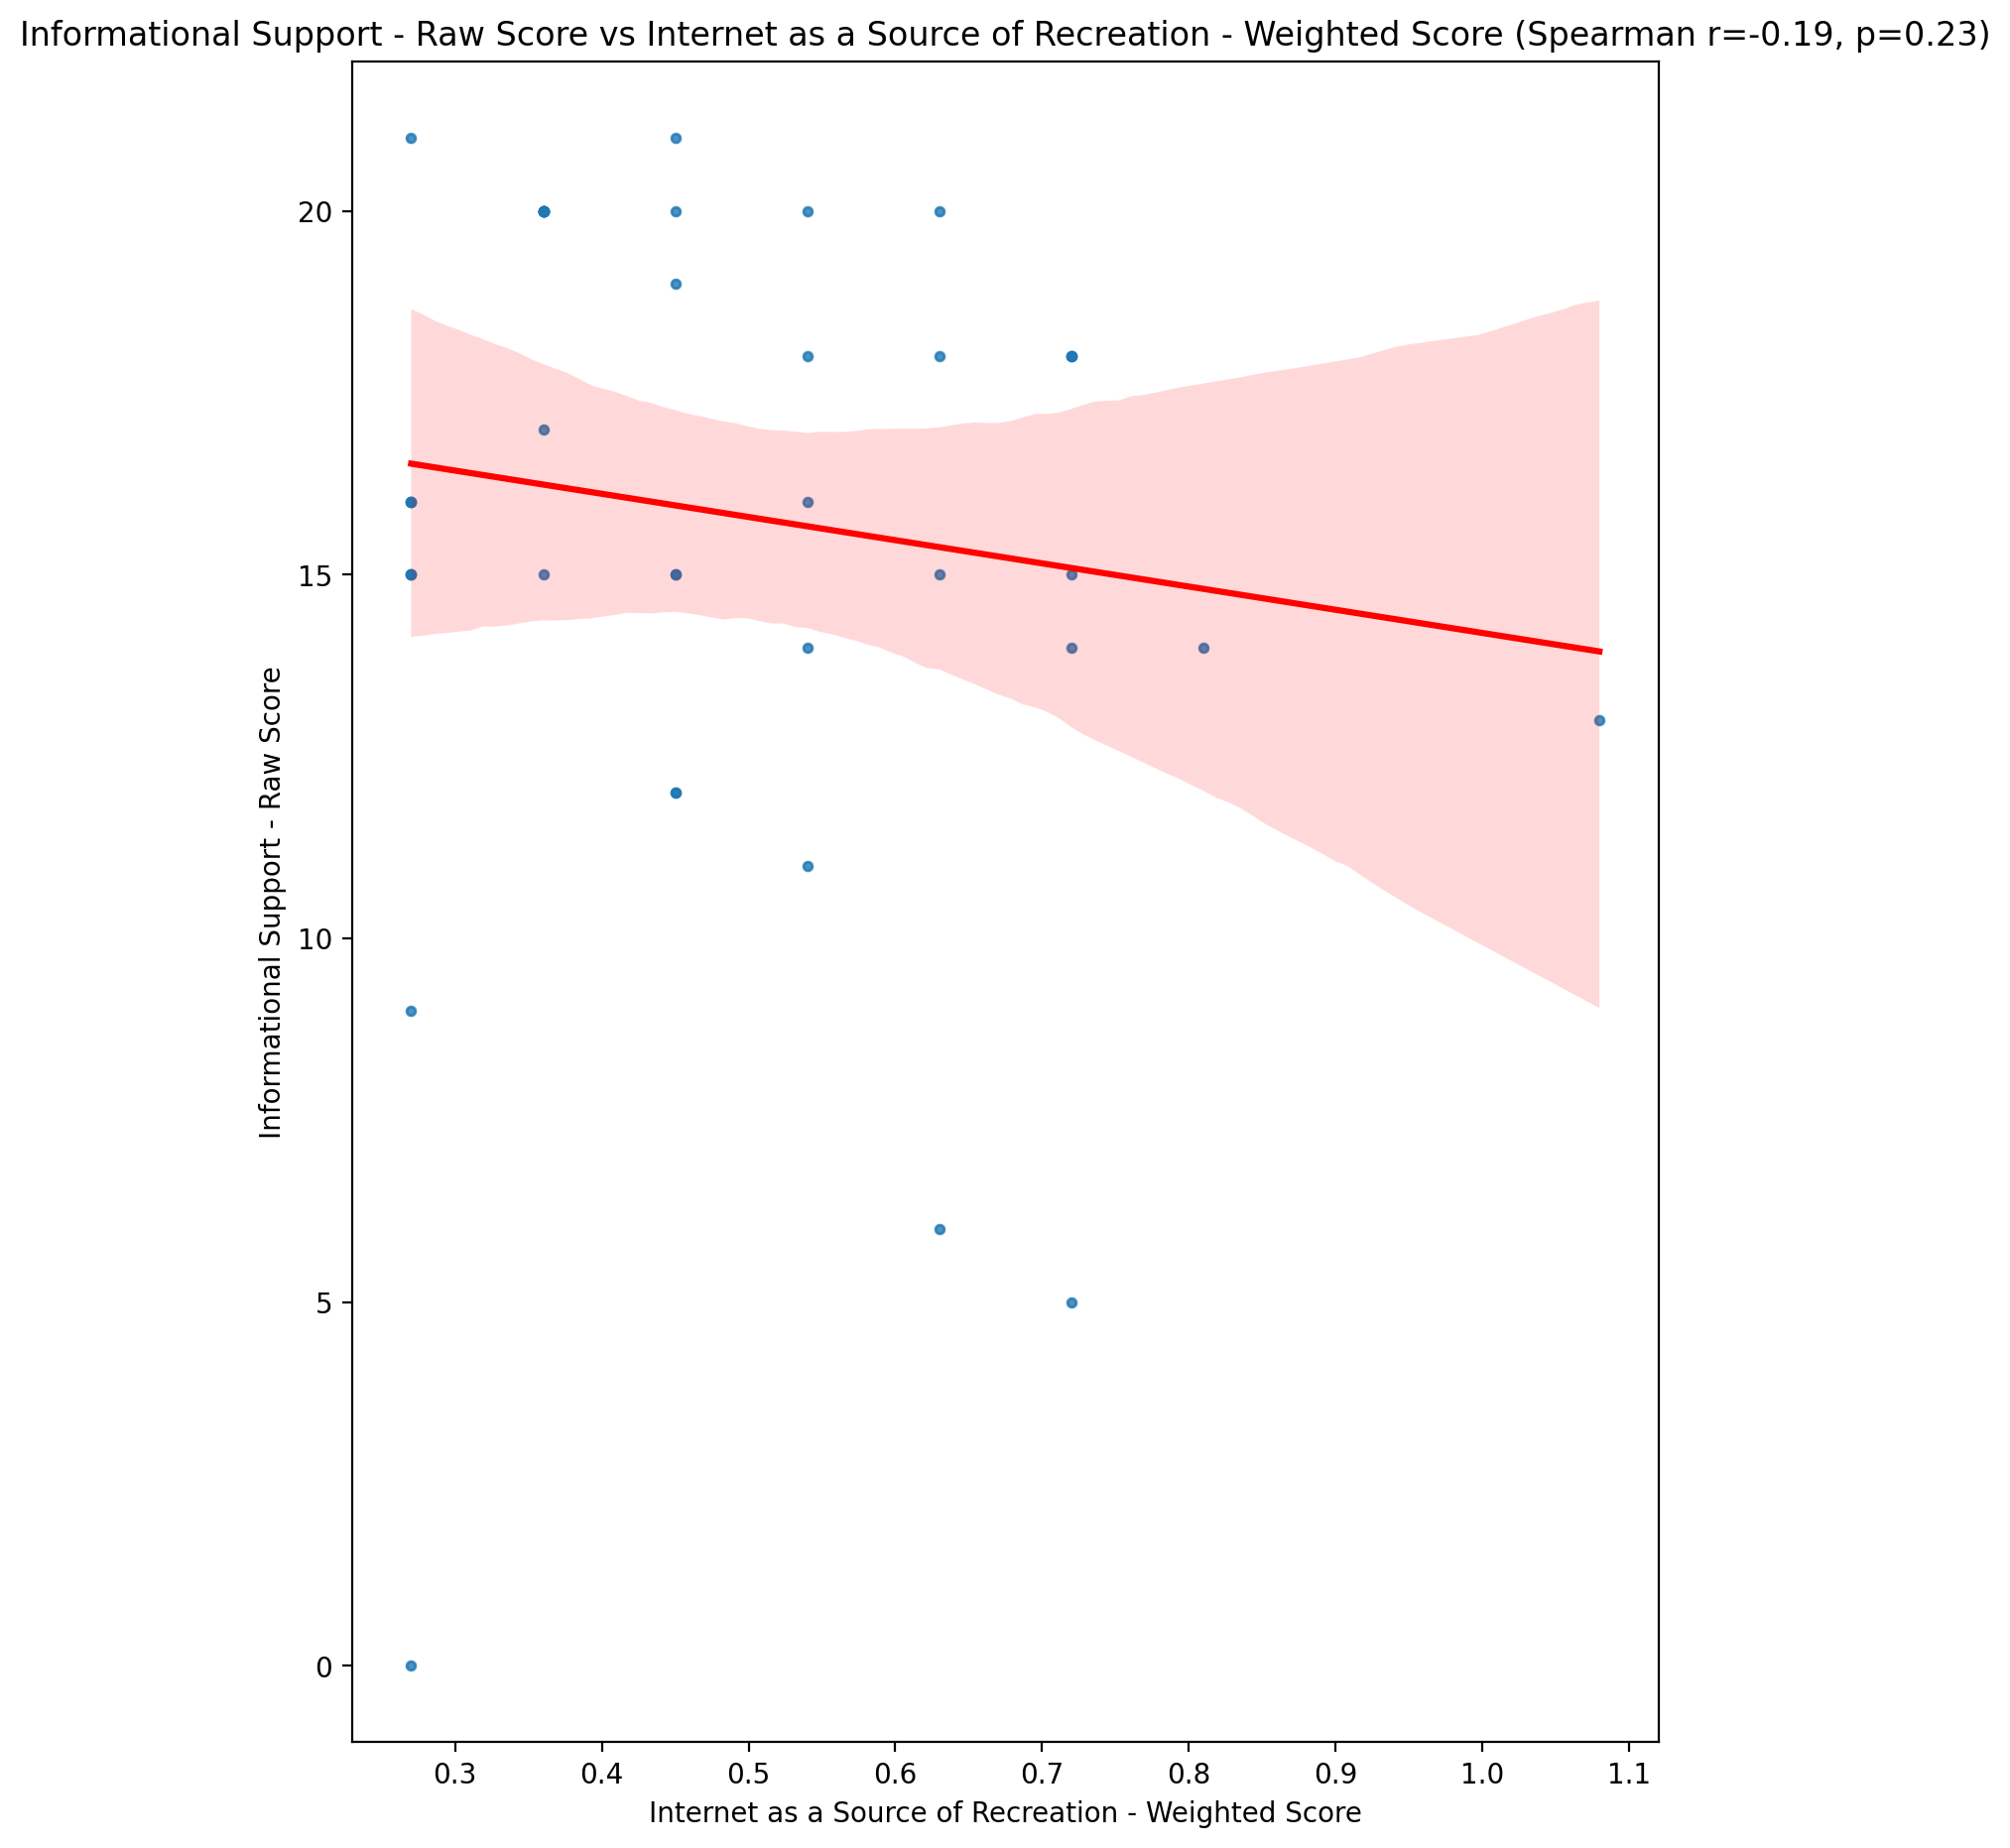 Informational Support - Raw Score vs Internet as a Source of Recreation - Weighted Score (Spearman r=-0.19, p=0.23)
20
15
10
5
0
Informational Support - Raw Score
0.3 0.4 0.5 0.6 0.7 0.8 0.9 1.0 1.1
Internet as a Source of Recreation - Weighted Score